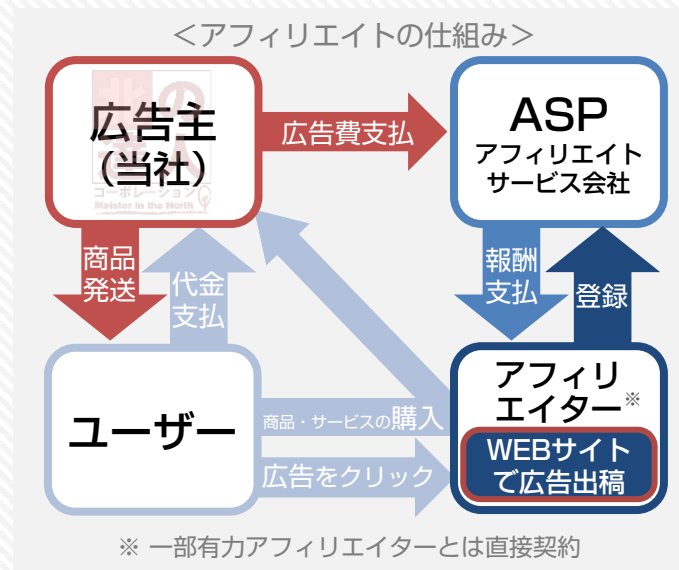 ＜アフィリエイトの仕組み＞
北の達人
コーポレーション
Meister in the North
広告主
（当社）
広告費支払
ASP
アフィリエイト
サービス会社
商品
発送
代金
支払
報酬
支払
登録
ユーザー
商品・サービスの購入
広告をクリック
アフィリ
エイター※
WEBサイト
で広告出稿
※ 一部有力アフィリエイターとは直接契約